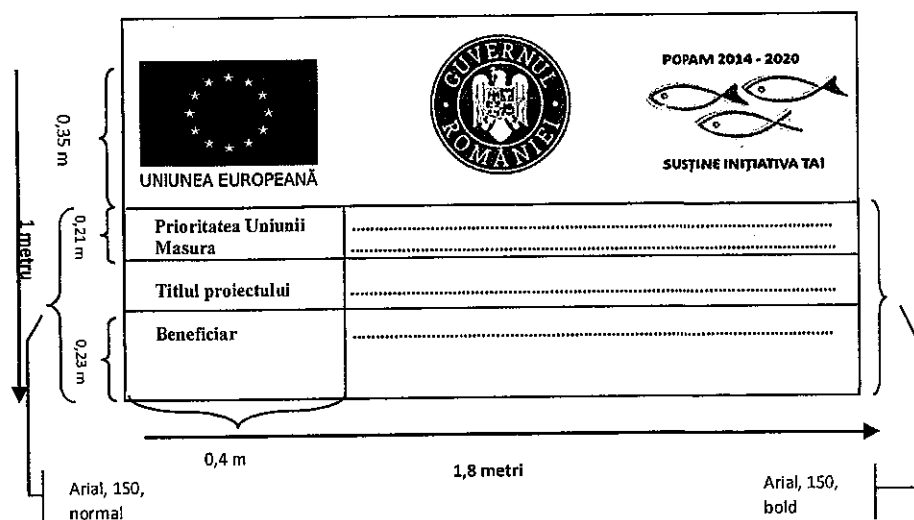 GUVERNUL ROMÂNIEI
POPAM 2014 - 2020
UNIUNEA EUROPEANĂ
SUSȚINE INIȚIATIVA TA!
0,35 m
1 metru
0,21 m
Prioritatea Uniunii
Masura
Titlul proiectului
0,23 m
Beneficiar
0,4 m
1,8 metri
Arial, 150,
normal
Arial, 150,
bold